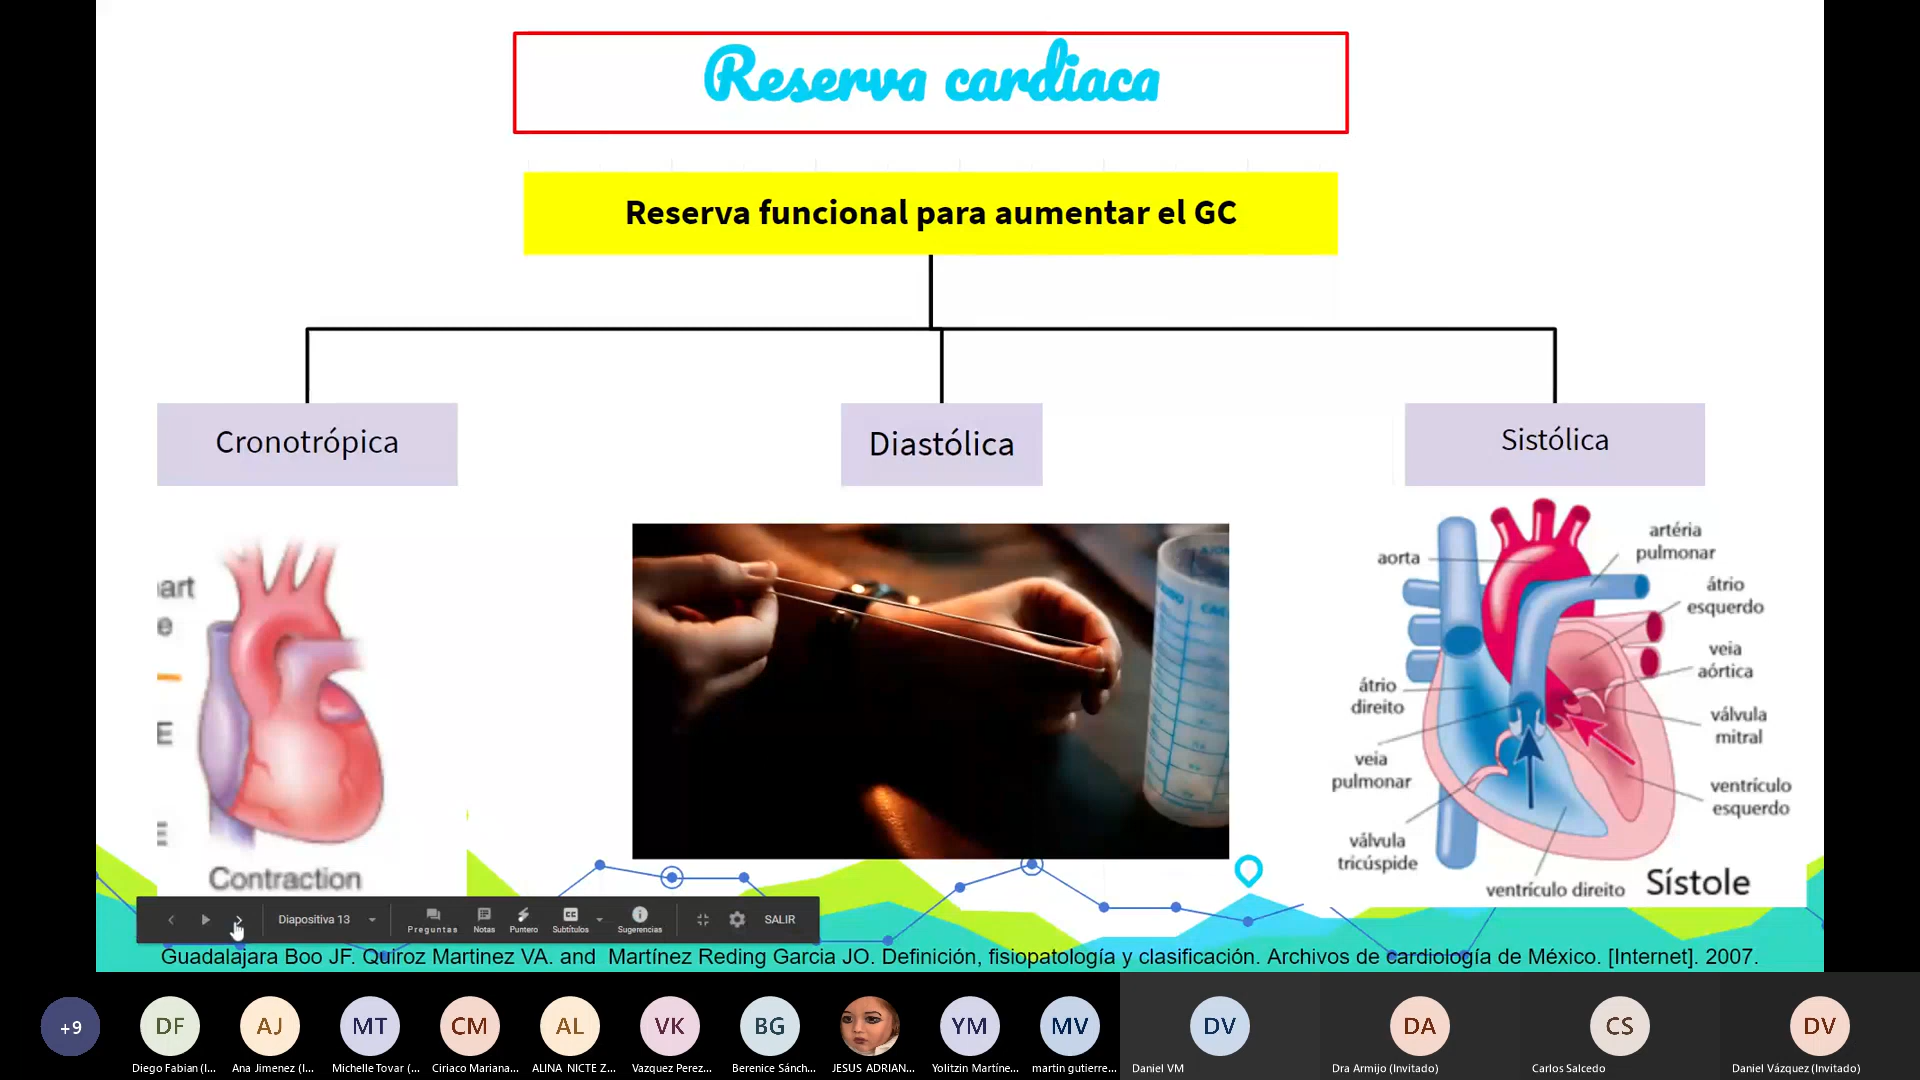 Reserva cardiaca
Reserva funcional para aumentar el GC
Cronotrópica
Diastólica
Sistólica
art
e
E
E
Contraction
aorta
artéria
pulmonar
átrio
esquerdo
veia
aórtica
átrio
direito
válvula
mitral
veia
pulmonar
ventrículo
esquerdo
válvula
tricúspide
ventrículo direito
Sístole
Diapositiva 13
Preguntas
Notas
Puntero
Subtítulos
Sugerencias
SALIR
Guadalajara Boo JF. Quiroz Martinez VA. and Martínez Reding Garcia JO. Definición, fisiopatología y clasificación. Archivos de cardiología de México. [Internet]. 2007.
+9
DF
AJ
MT
CM
AL
VK
BG
YM
MV
DV
DA
CS
DV
Diego Fabian (I...
Ana Jimenez (I...
Michelle Tovar (...
Ciriaco Mariana...
ALINA NICTE Z...
Vazquez Perez...
Berenice Sánch...
JESUS ADRIAN...
Yolitzin Martíne...
martin gutierre...
Daniel VM
Dra Armijo (Invitado)
Carlos Salcedo
Daniel Vázquez (Invitado)